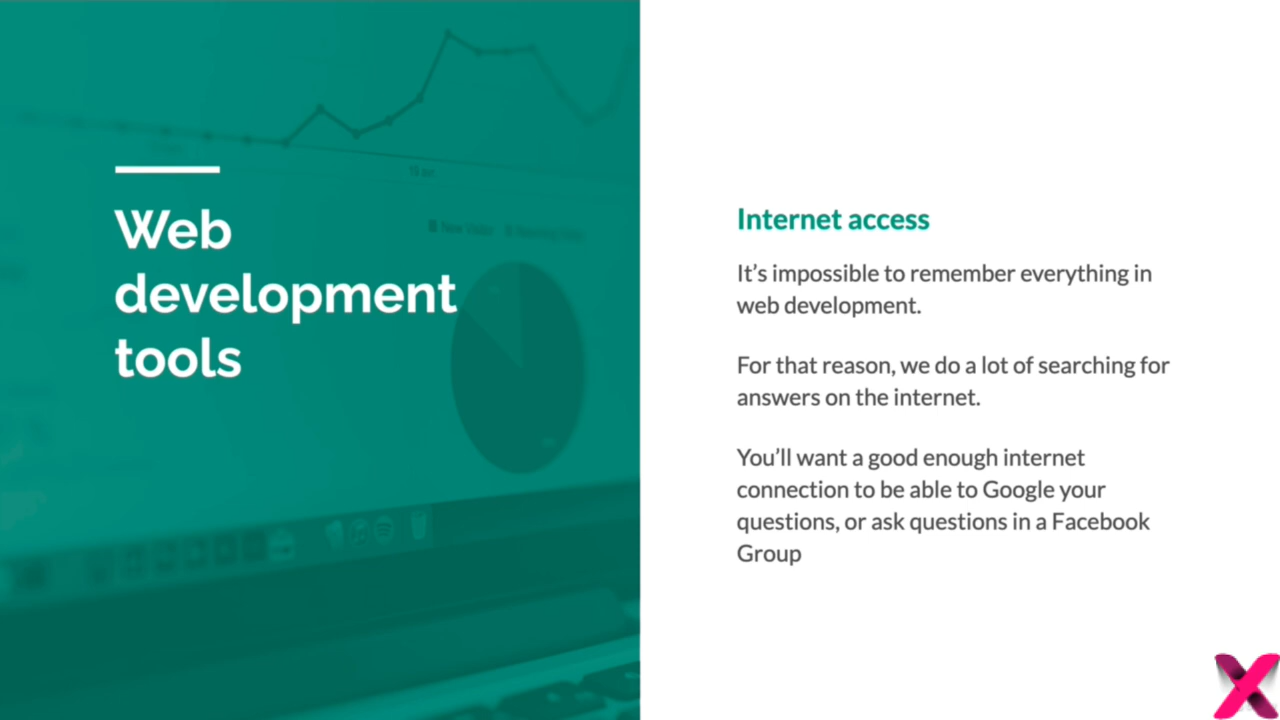 Web
development
tools
Internet access
It’s impossible to remember everything in
web development.
For that reason, we do a lot of searching for
answers on the internet.
You’ll want a good enough internet
connection to be able to Google your
questions, or ask questions in a Facebook
Group